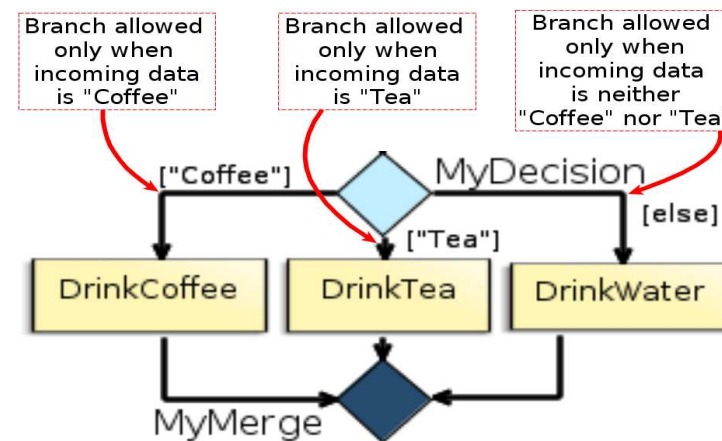 Branch allowed
only when
incoming data
is "Coffee"
Branch allowed
only when
incoming data
is "Tea"
Branch allowed
only when
incoming data
is neither
"Coffee" nor "Tea
["Coffee"]
MyDecision
["Tea"]
[else]
DrinkCoffee
DrinkTea
DrinkWater
MyMerge